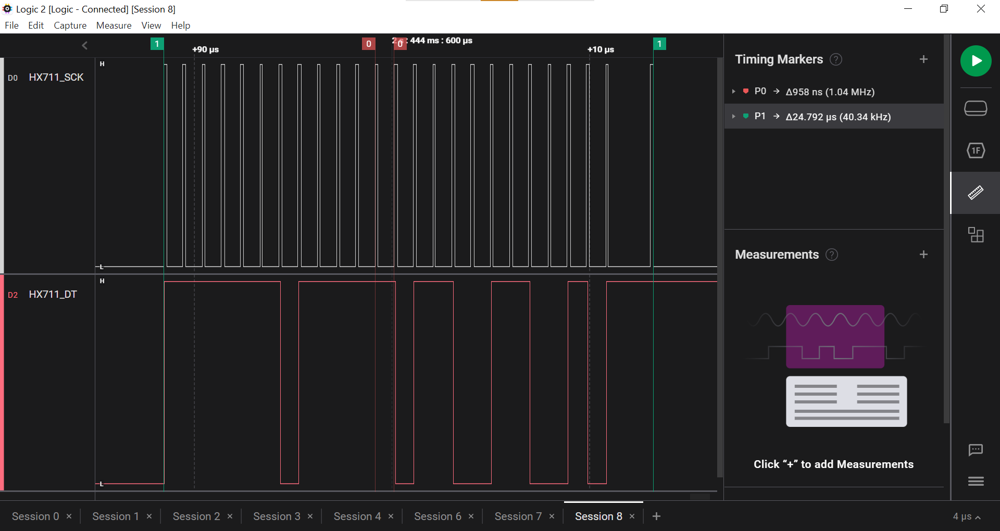 Logic 2 [Logic - Connected] [Session 8]
File Edit Capture Measure View Help
1 0 0 : 444 ms : 600 µs 1
+90 µs +10 µs
H
D0 HX711_SCK
L
H
D2 HX711_DT
L
Timing Markers ? +
P0 → Δ958 ns (1.04 MHz)
P1 → Δ24.792 µs (40.34 kHz)
Measurements ? +
Click “+” to add Measurements
1F
Session 0 × Session 1 × Session 2 × Session 3 × Session 4 × Session 6 × Session 7 × Session 8 × + 4 µs